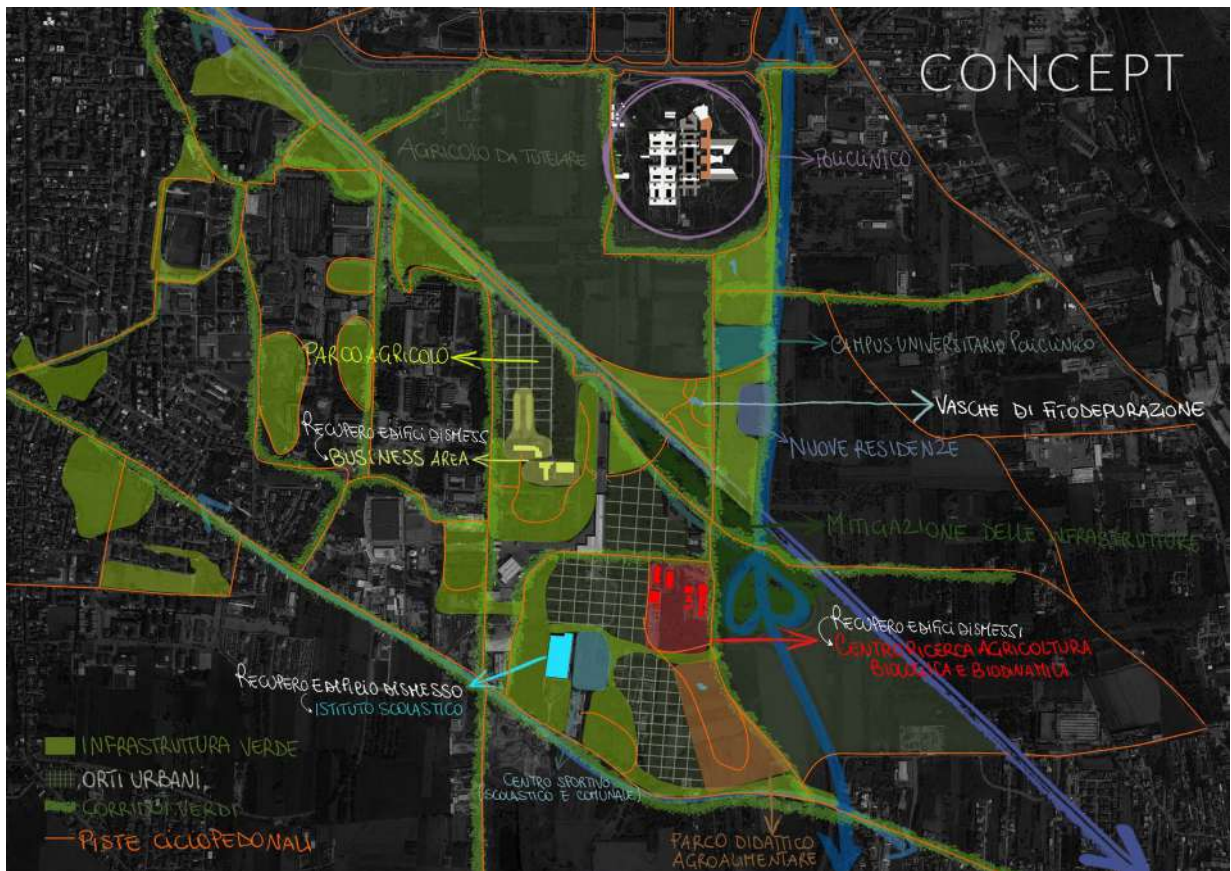 CONCEPT
AGRICOLO DA TUTELARE
POLICLINICO
PARCO AGRICOLO
CAMPUS UNIVERSITARIO POLICLINICO
VASCHE DI FITODEPURAZIONE
RECUPERO EDIFICI DISMESSI
BUSINESS AREA
NUOVE RESIDENZE
MITIGAZIONE DELLE INFRASTRUTTURE
RECUPERO EDIFICI DISMESSI
CENTRO RICERCA AGRICOLTURA
BIOLOGICA E BIODINAMICA
RECUPERO EDIFICIO DISMESSO
ISTITUTO SCOLASTICO
INFRASTRUTTURA VERDE
ORTI URBANI
CORRIDOI VERDI
PISTE CICLOPEDONALI
CENTRO SPORTIVO
(SCOLASTICO E COMUNALE)
PARCO DIDATTICO
AGROALIMENTARE